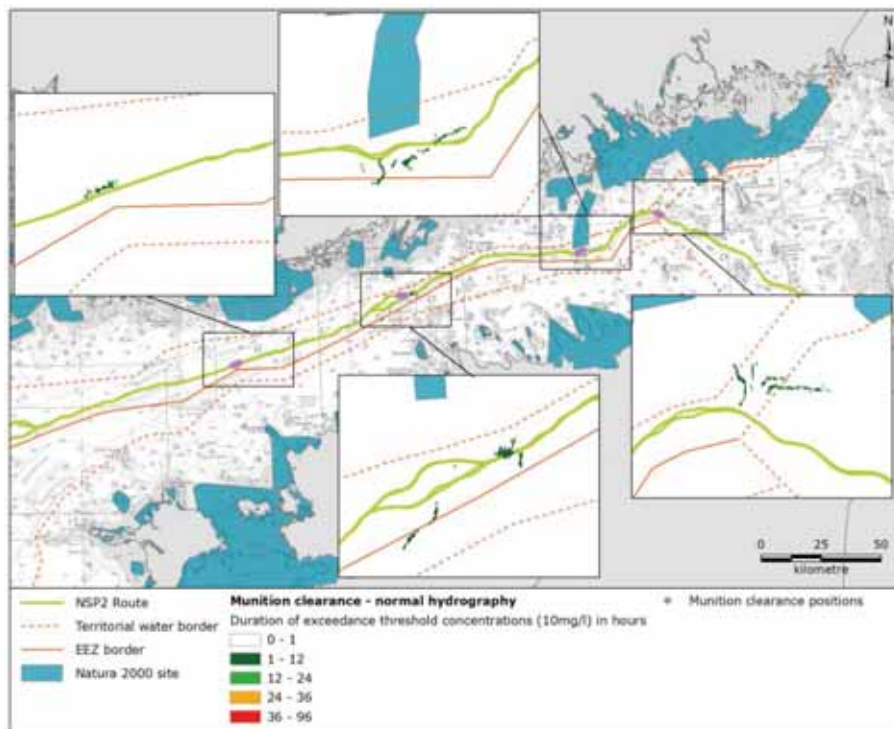 N
0 25 50
kilometre
NSP2 Route
Territorial water border
EEZ border
Natura 2000 site
Munition clearance - normal hydrography
Duration of exceedance threshold concentrations (10mg/l) in hours
0 - 1
1 - 12
12 - 24
24 - 36
36 - 96
Munition clearance positions